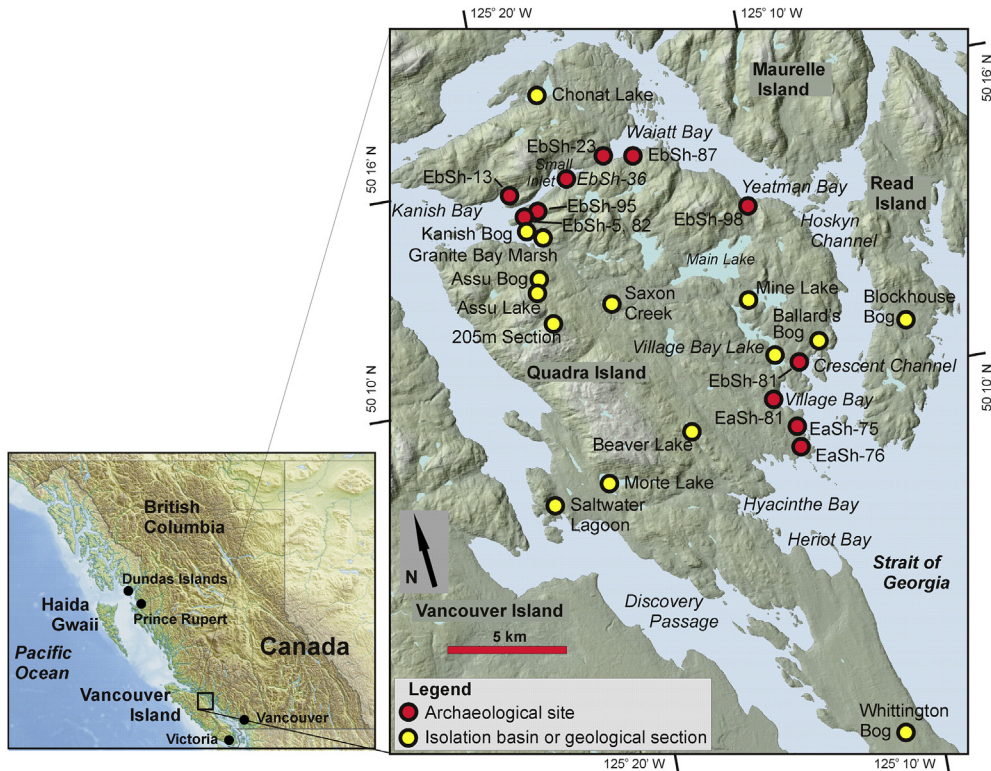 125° 20' W
125° 10' W
50 16' N
50 16' N
50 10' N
50 10' N
125° 20' W
125° 10' W
Maurelle
Island
Chonat Lake
Waiatt Bay
EbSh-23
EbSh-87
Small
Inlet
EbSh-36
EbSh-13
Yeatman Bay
Read
Island
Kanish Bay
EbSh-95
EbSh-98
Hoskyn
Channel
EbSh-5, 82
Kanish Bog
Granite Bay Marsh
Main Lake
Assu Bog
Assu Lake
Saxon
Creek
Mine Lake
Blockhouse
Bog
Ballard's
Bog
205m Section
Village Bay Lake
Quadra Island
Crescent Channel
EbSh-81
Village Bay
EaSh-81
EaSh-75
Beaver Lake
EaSh-76
Morte Lake
Saltwater
Lagoon
Hyacinthe Bay
Heriot Bay
Strait of
Georgia
N
Vancouver Island
Discovery
Passage
5 km
Legend
Archaeological site
Isolation basin or geological section
Whittington
Bog
British
Columbia
Dundas Islands
Haida
Gwaii
Prince Rupert
Canada
Pacific
Ocean
Vancouver
Island
Vancouver
Victoria